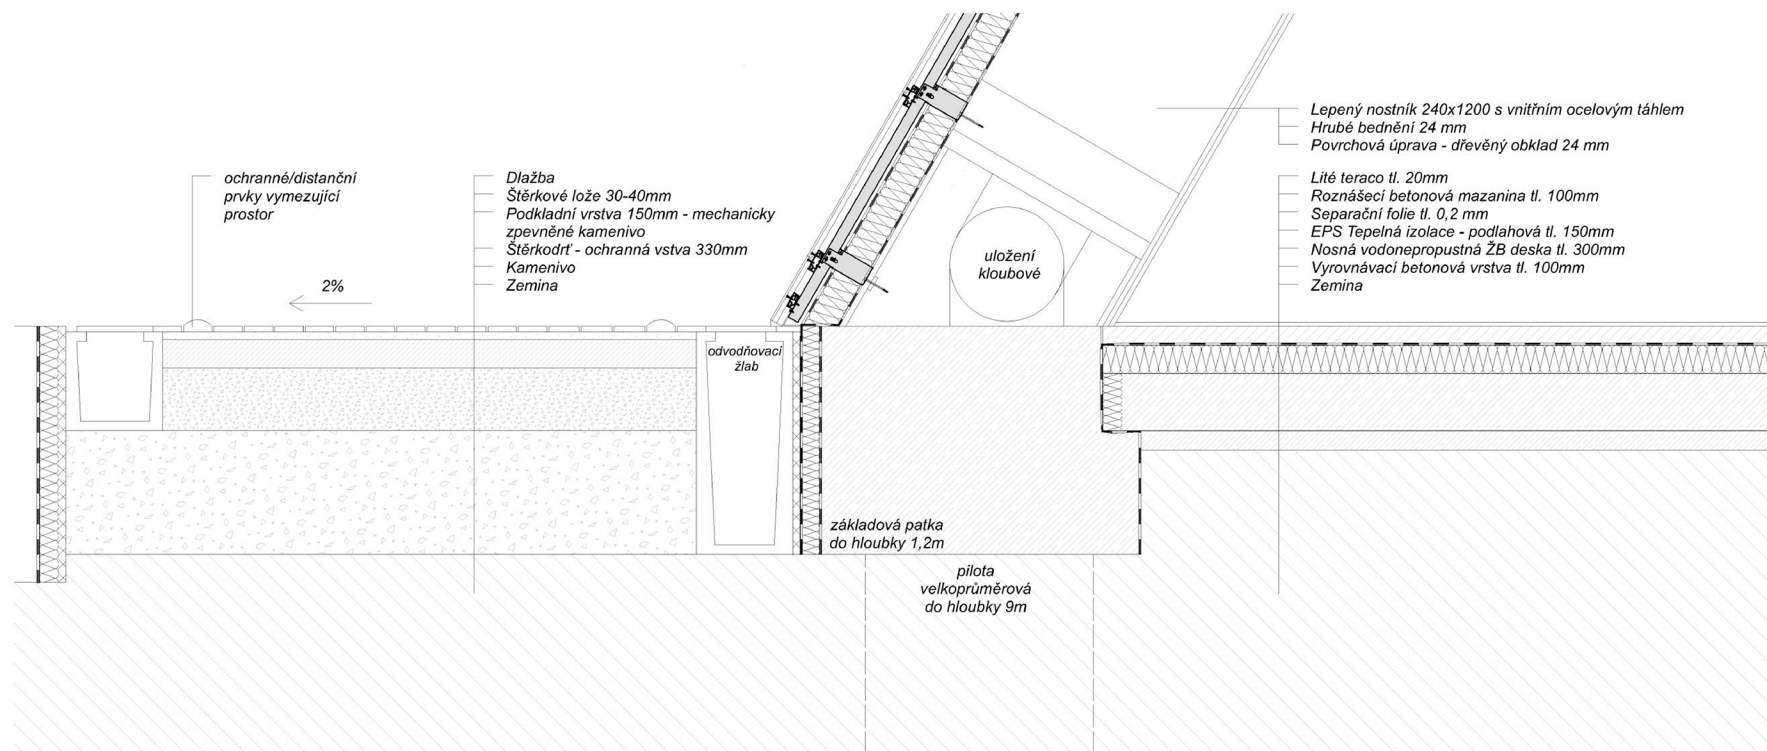 ochranné/distanční
prvky vymezující
prostor
2%
Dlažba
Štěrkové lože 30-40mm
Podkladní vrstva 150mm - mechanicky
zpevněné kamenivo
Štěrkodrť - ochranná vstva 330mm
Kamenivo
Zemina
uložení
kloubové
Lepený nostník 240x1200 s vnitřním ocelovým táhlem
Hrubé bednění 24 mm
Povrchová úprava - dřevěný obklad 24 mm
Lité teraco tl. 20mm
Roznášecí betonová mazanina tl. 100mm
Separační folie tl. 0,2 mm
EPS Tepelná izolace - podlahová tl. 150mm
Nosná vodonepropustná ŽB deska tl. 300mm
Vyrovnávací betonová vrstva tl. 100mm
Zemina
odvodňovací
žlab
základová patka
do hloubky 1,2m
pilota
velkoprůměrová
do hloubky 9m